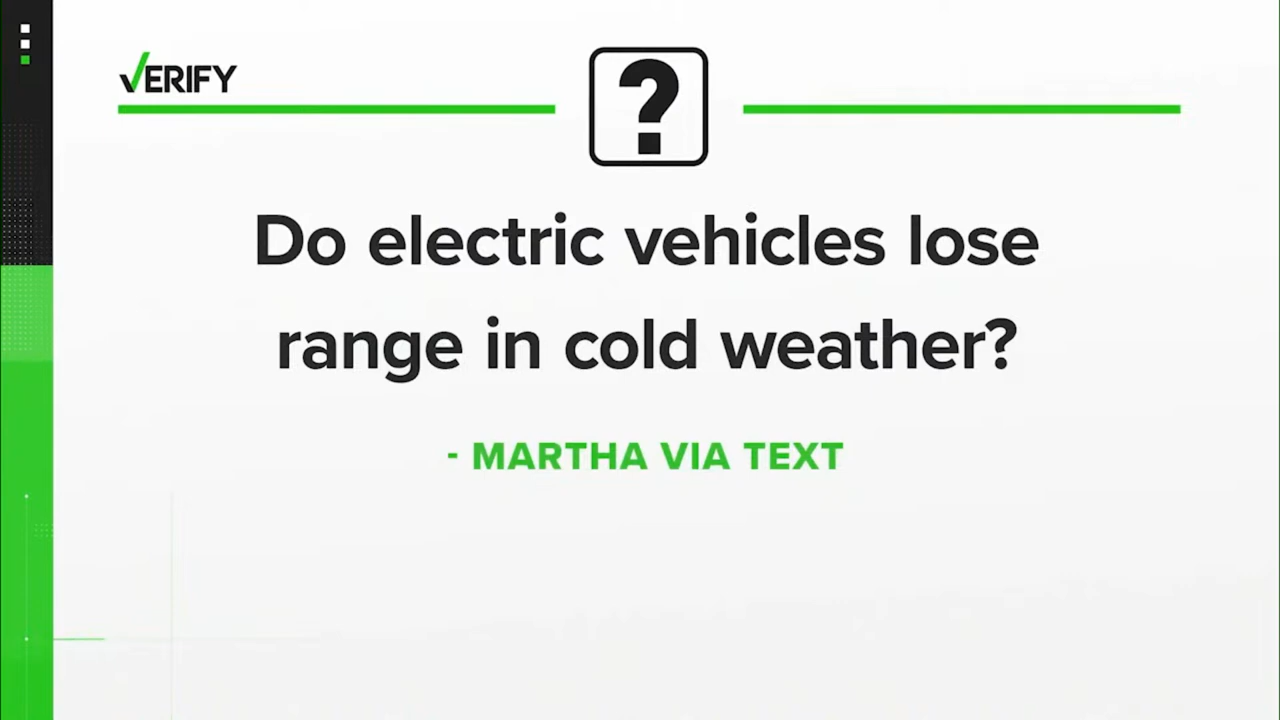 VERIFY
?
Do electric vehicles lose
range in cold weather?
- MARTHA VIA TEXT